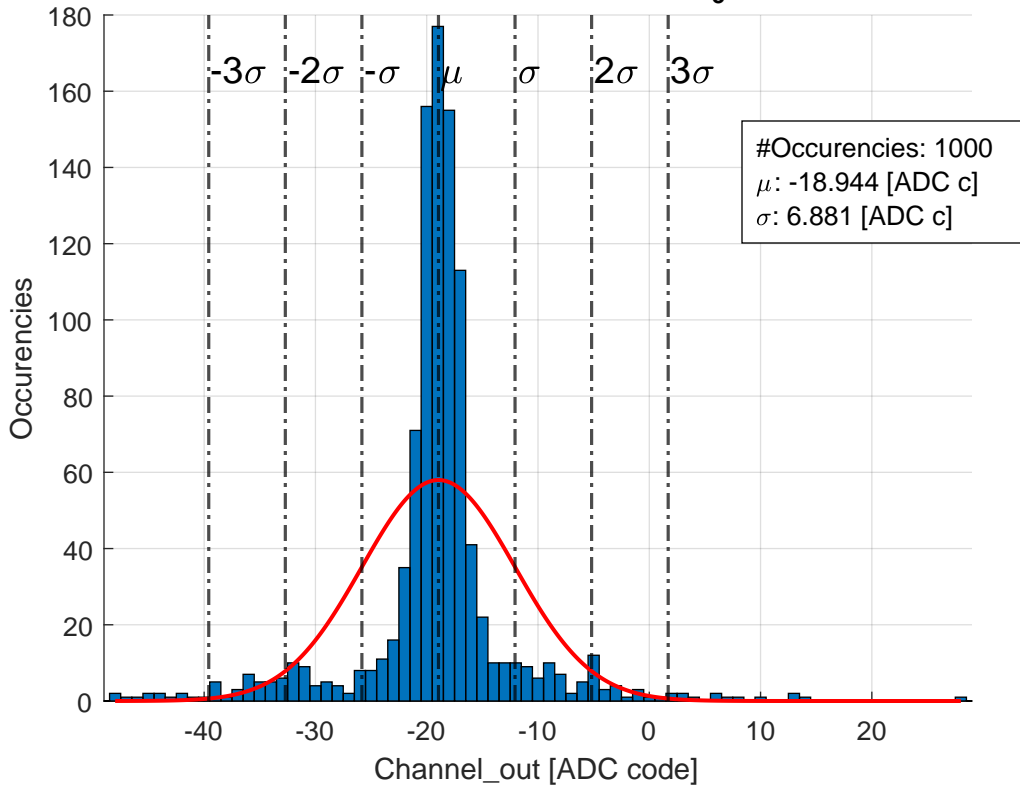 180
160
140
120
100
80
60
40
20
0
Occurencies
-3σ -2σ -σ μ σ 2σ 3σ
#Occurencies: 1000
μ: -18.944 [ADC c]
σ: 6.881 [ADC c]
-40 -30 -20 -10 0 10 20
Channel_out [ADC code]